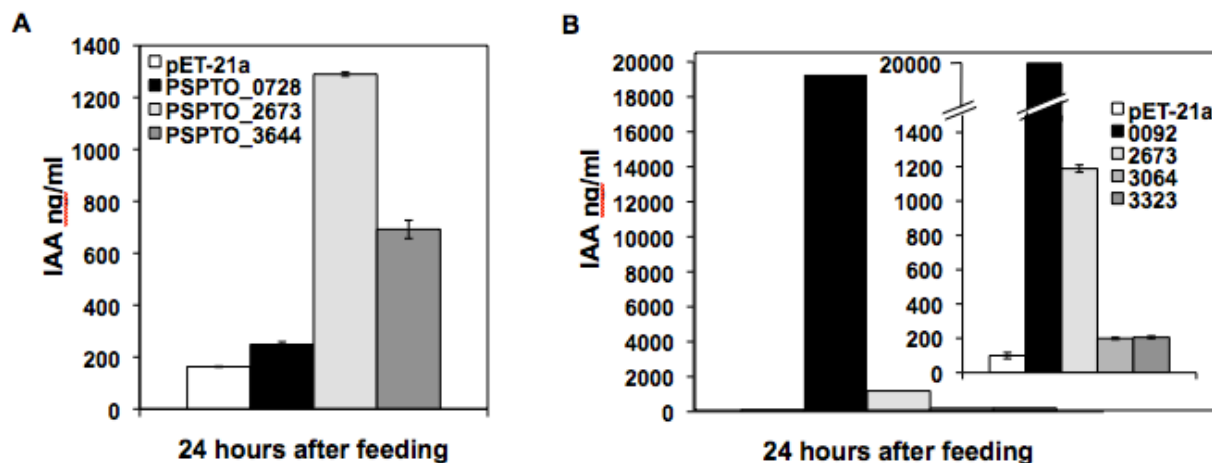 A
1400
1200
1000
800
600
400
200
0
IAA ng/ml
pET-21a
PSPTO_0728
PSPTO_2673
PSPTO_3644
24 hours after feeding
B
20000
18000
16000
14000
12000
10000
8000
6000
4000
2000
0
IAA ng/ml
20000
1400
1200
1000
800
600
400
200
0
pET-21a
0092
2673
3064
3323
24 hours after feeding